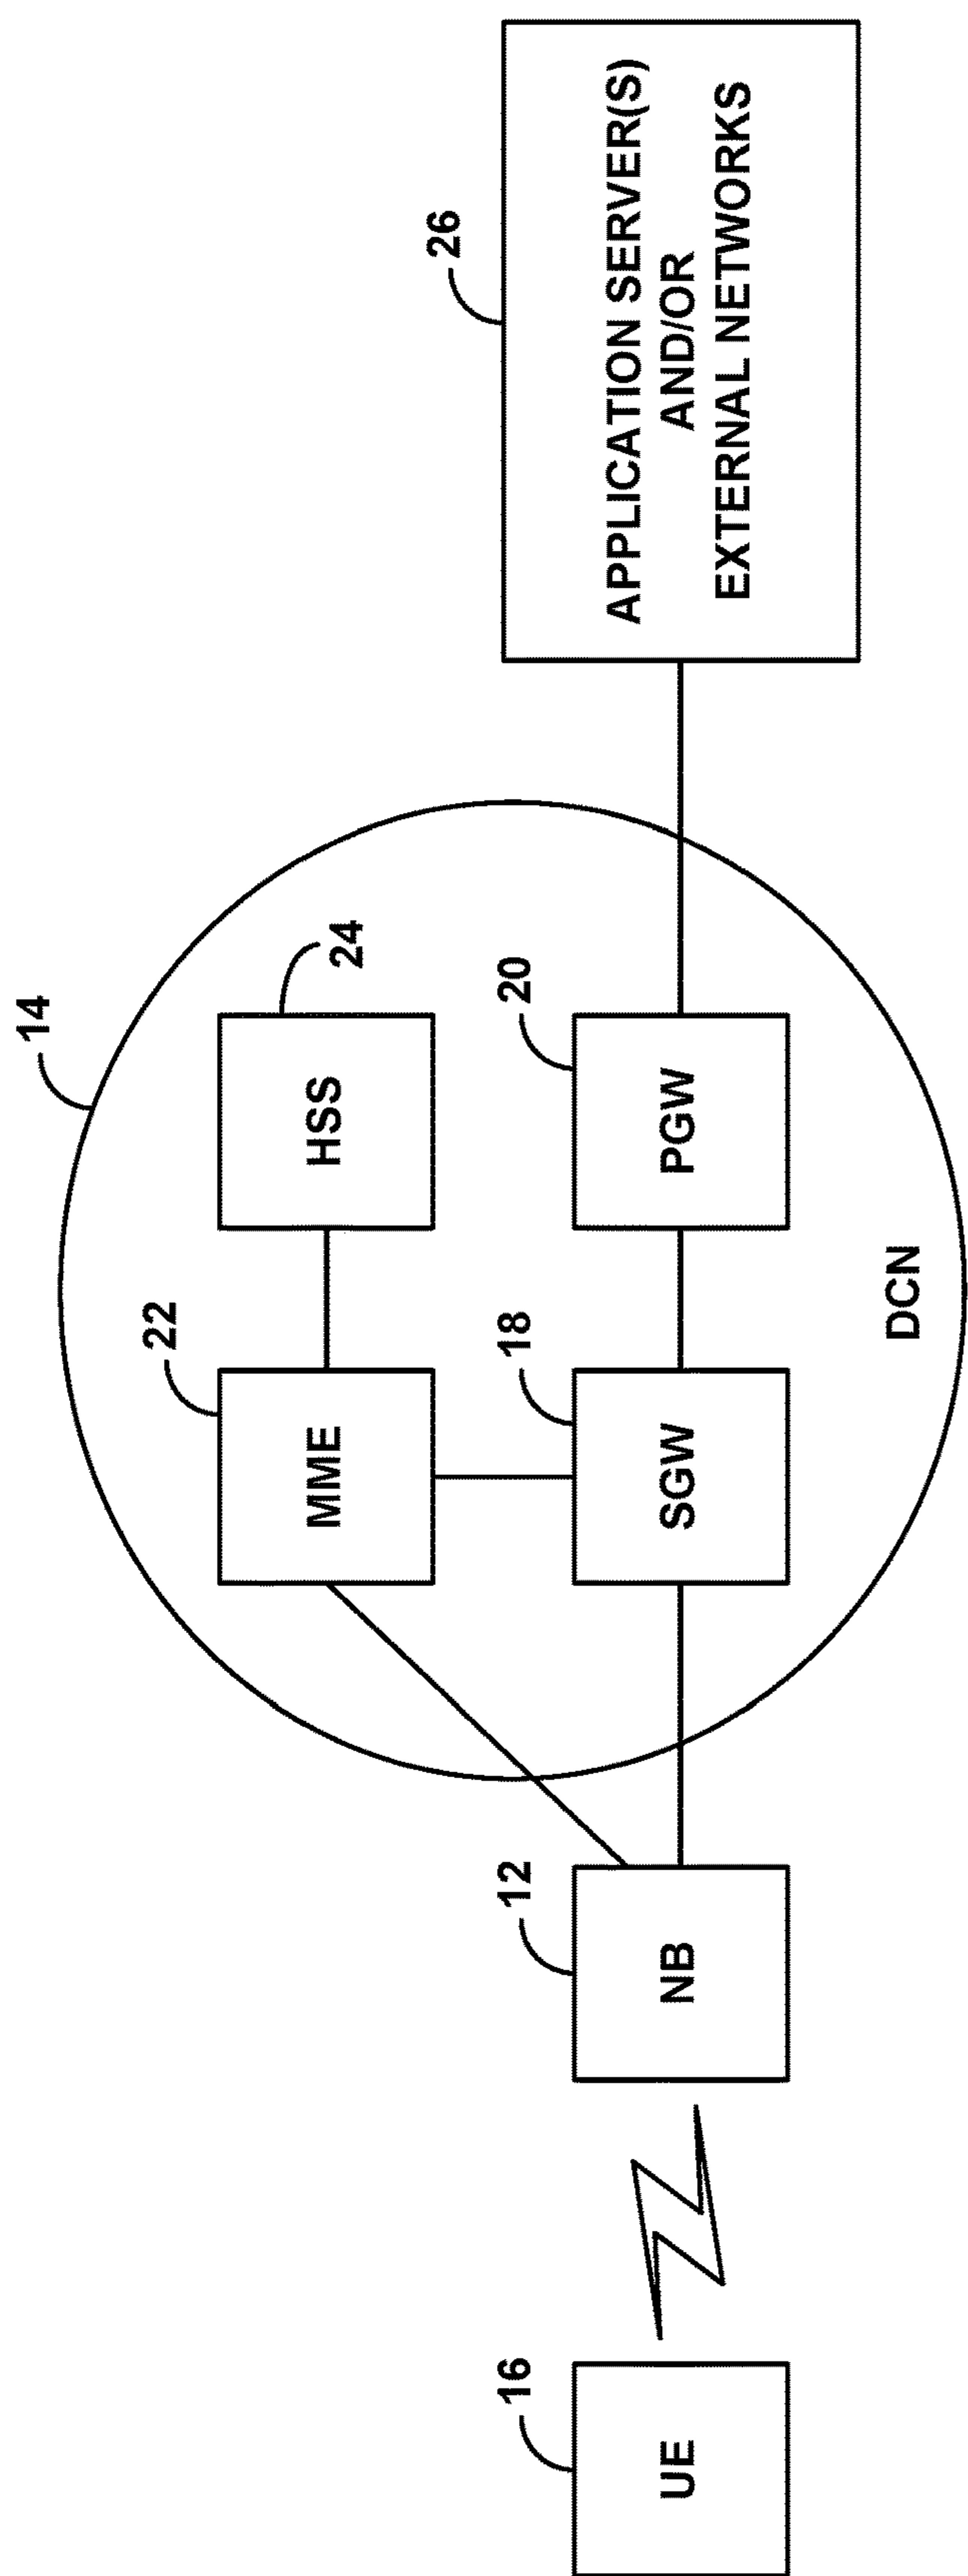 14
22
24
MME
HSS
26
16
12
18
20
UE
NB
SGW
PGW
APPLICATION SERVER(S)
AND/OR
EXTERNAL NETWORKS
DCN